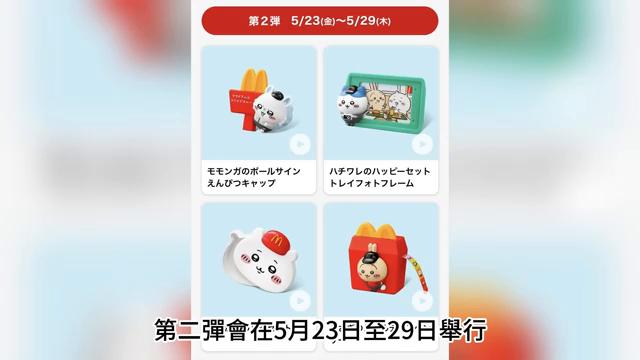 第2弾 5/23(金)～5/29(木)
モモンガのポールサイン
えんぴつキャップ
ハチワレのハッピーセット
トレイフォトフレーム
第二彈會在5月23日至29日舉行